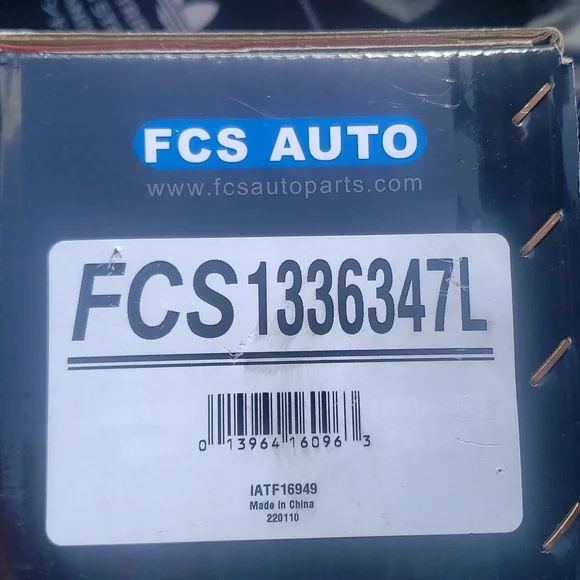 FCS AUTO
www.fcsautoparts.com
FCS1336347L
0 13964 16096 3
IATF16949
Made in China
220110